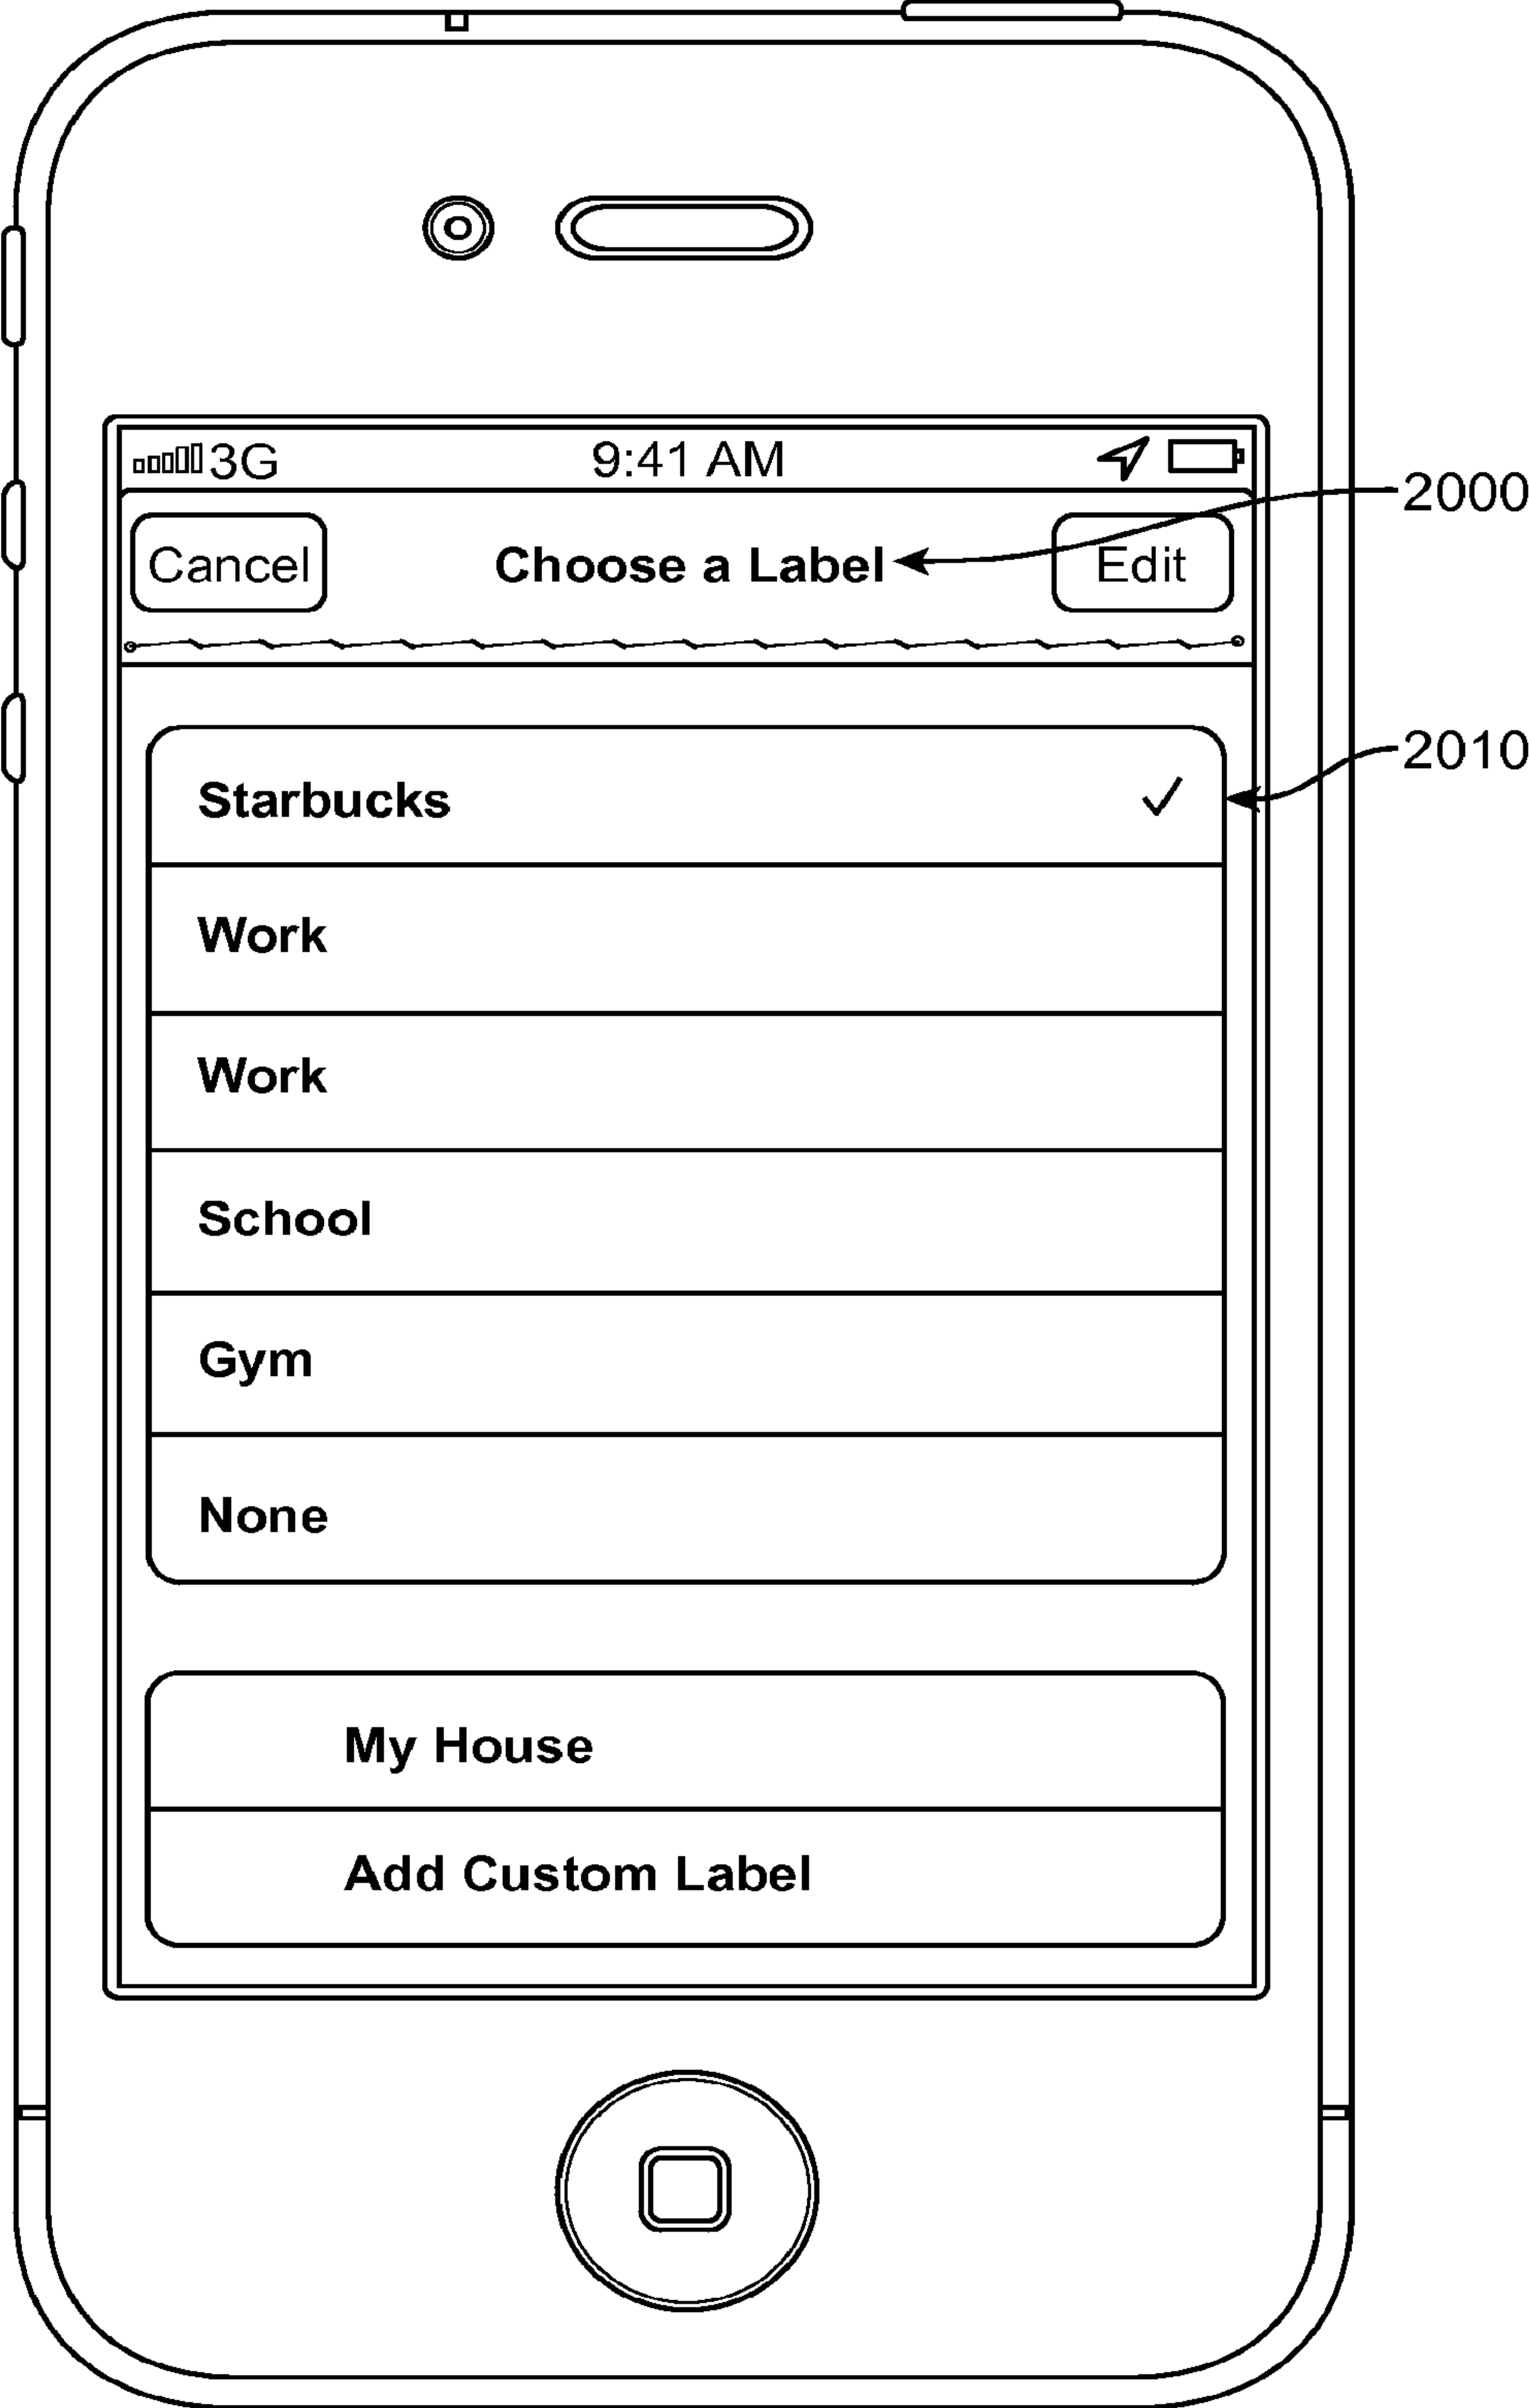 3G 9:41 AM
2000
Cancel Choose a Label Edit
2010
Starbucks
Work
Work
School
Gym
None
My House
Add Custom Label